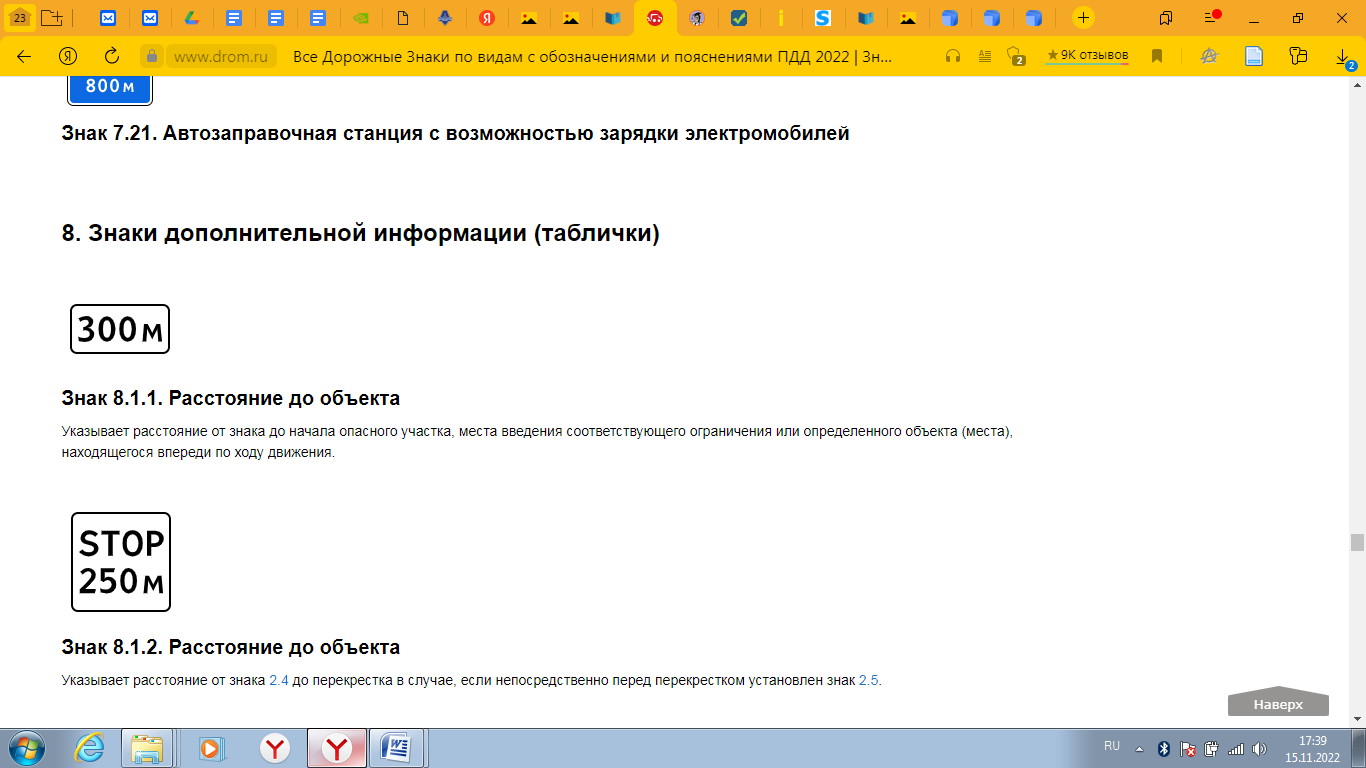 23
www.drom.ru
Все Дорожные Знаки по видам с обозначениями и пояснениями ПДД 2022 | Зн...
2
★ 9К отзывов
2
800 м
Знак 7.21. Автозаправочная станция с возможностью зарядки электромобилей
8. Знаки дополнительной информации (таблички)
300 м
Знак 8.1.1. Расстояние до объекта
Указывает расстояние от знака до начала опасного участка, места введения соответствующего ограничения или определенного объекта (места),
находящегося впереди по ходу движения.
STOP
250 м
Знак 8.1.2. Расстояние до объекта
Указывает расстояние от знака 2.4 до перекрестка в случае, если непосредственно перед перекрестком установлен знак 2.5.
Наверх
RU
17:39
15.11.2022